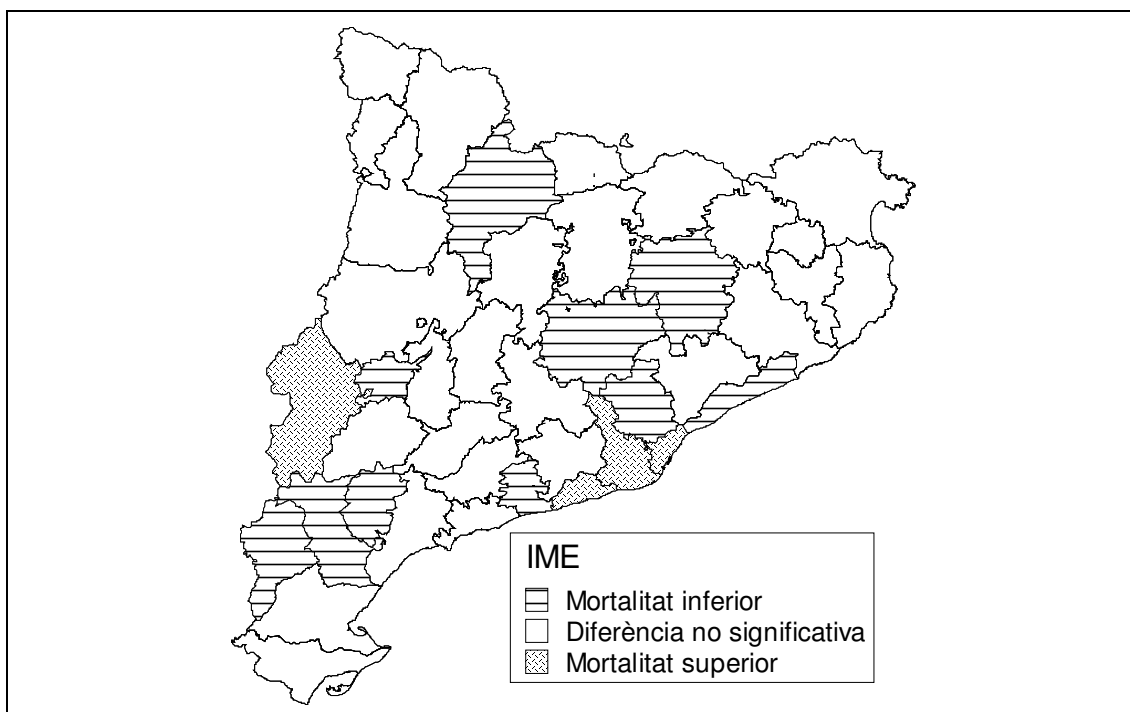 IME
Mortalitat inferior
Diferència no significativa
Mortalitat superior